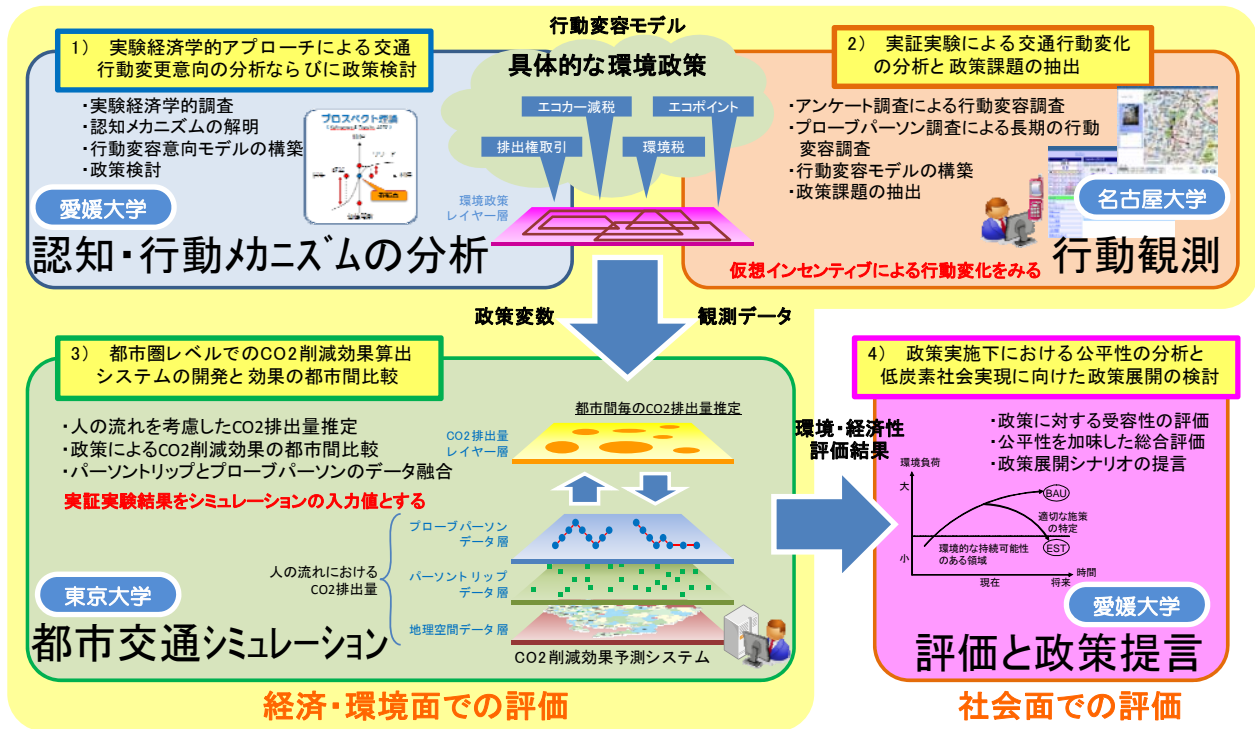 行動変容モデル
具体的な環境政策
エコカー減税
エコポイント
排出権取引
環境税
環境政策
レイヤー層
1) 実験経済学的アプローチによる交通
行動変更意向の分析ならびに政策検討
・実験経済学的調査
・認知メカニズムの解明
・行動変容意向モデルの構築
・政策検討
プロスペクト理論
愛媛大学
認知・行動メカニズムの分析
2) 実証実験による交通行動変化
の分析と政策課題の抽出
・アンケート調査による行動変容調査
・プローブパーソン調査による長期の行動
変容調査
・行動変容モデルの構築
・政策課題の抽出
名古屋大学
仮想インセンティブによる行動変化をみる
行動観測
政策変数
観測データ
3) 都市圏レベルでのCO2削減効果算出
システムの開発と効果の都市間比較
・人の流れを考慮したCO2排出量推定
・政策によるCO2削減効果の都市間比較
・パーソントリップとプローブパーソンのデータ融合
実証実験結果をシミュレーションの入力値とする
都市間毎のCO2排出量推定
CO2排出量
レイヤー層
プローブパーソン
データ層
人の流れにおける
CO2排出量
パーソントリップ
データ層
地理空間データ層
CO2削減効果予測システム
東京大学
都市交通シミュレーション
経済・環境面での評価
環境・経済性
評価結果
4) 政策実施下における公平性の分析と
低炭素社会実現に向けた政策展開の検討
・政策に対する受容性の評価
・公平性を加味した総合評価
・政策展開シナリオの提言
環境負荷
大
BAU
適切な施策
の特定
EST
環境的な持続可能性
のある領域
小
時間
現在
将来
愛媛大学
評価と政策提言
社会面での評価